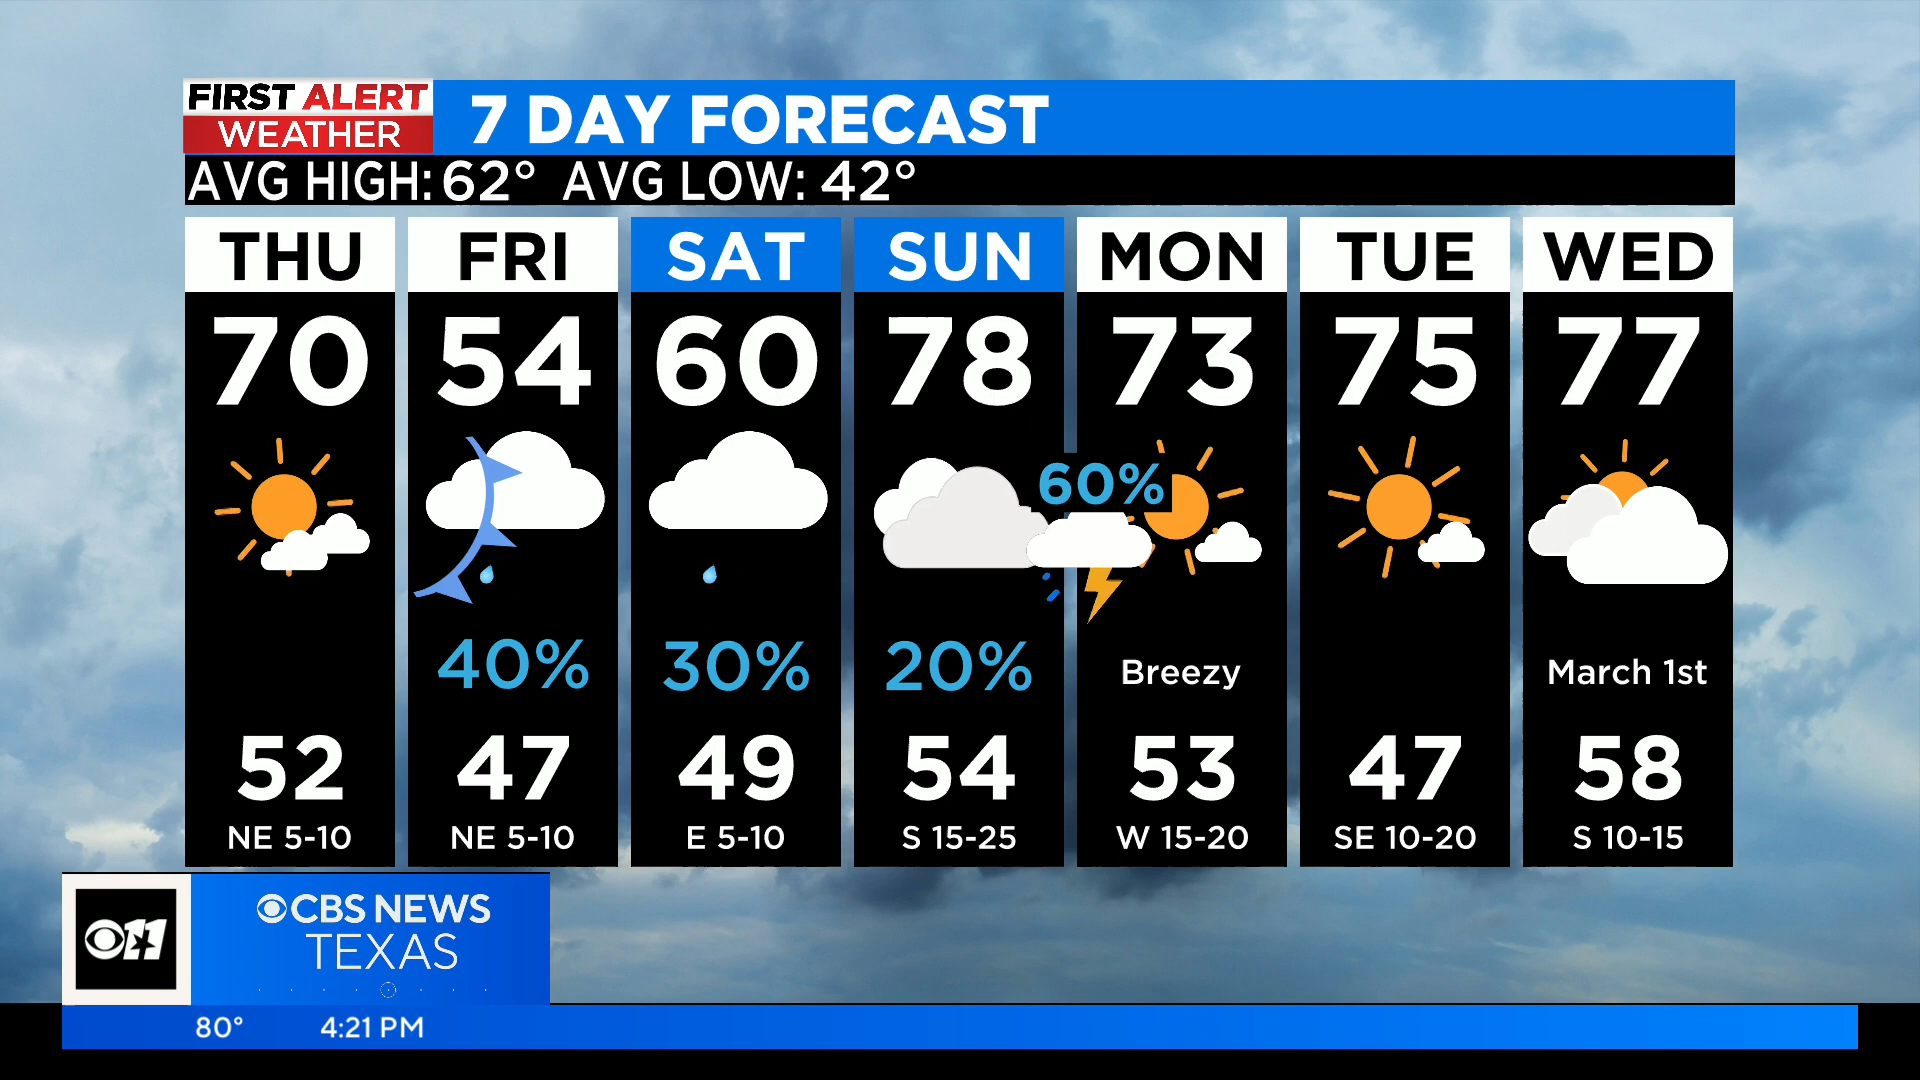 FIRST ALERT
WEATHER
7 DAY FORECAST
AVG HIGH: 62° AVG LOW: 42°
THU FRI SAT SUN MON TUE WED
70 54 60 78 73 75 77
60%
40% 30% 20% Breezy March 1st
52 47 49 54 53 47 58
NE 5-10 NE 5-10 E 5-10 S 15-25 W 15-20 SE 10-20 S 10-15
11
CBS NEWS
TEXAS
80° 4:21 PM